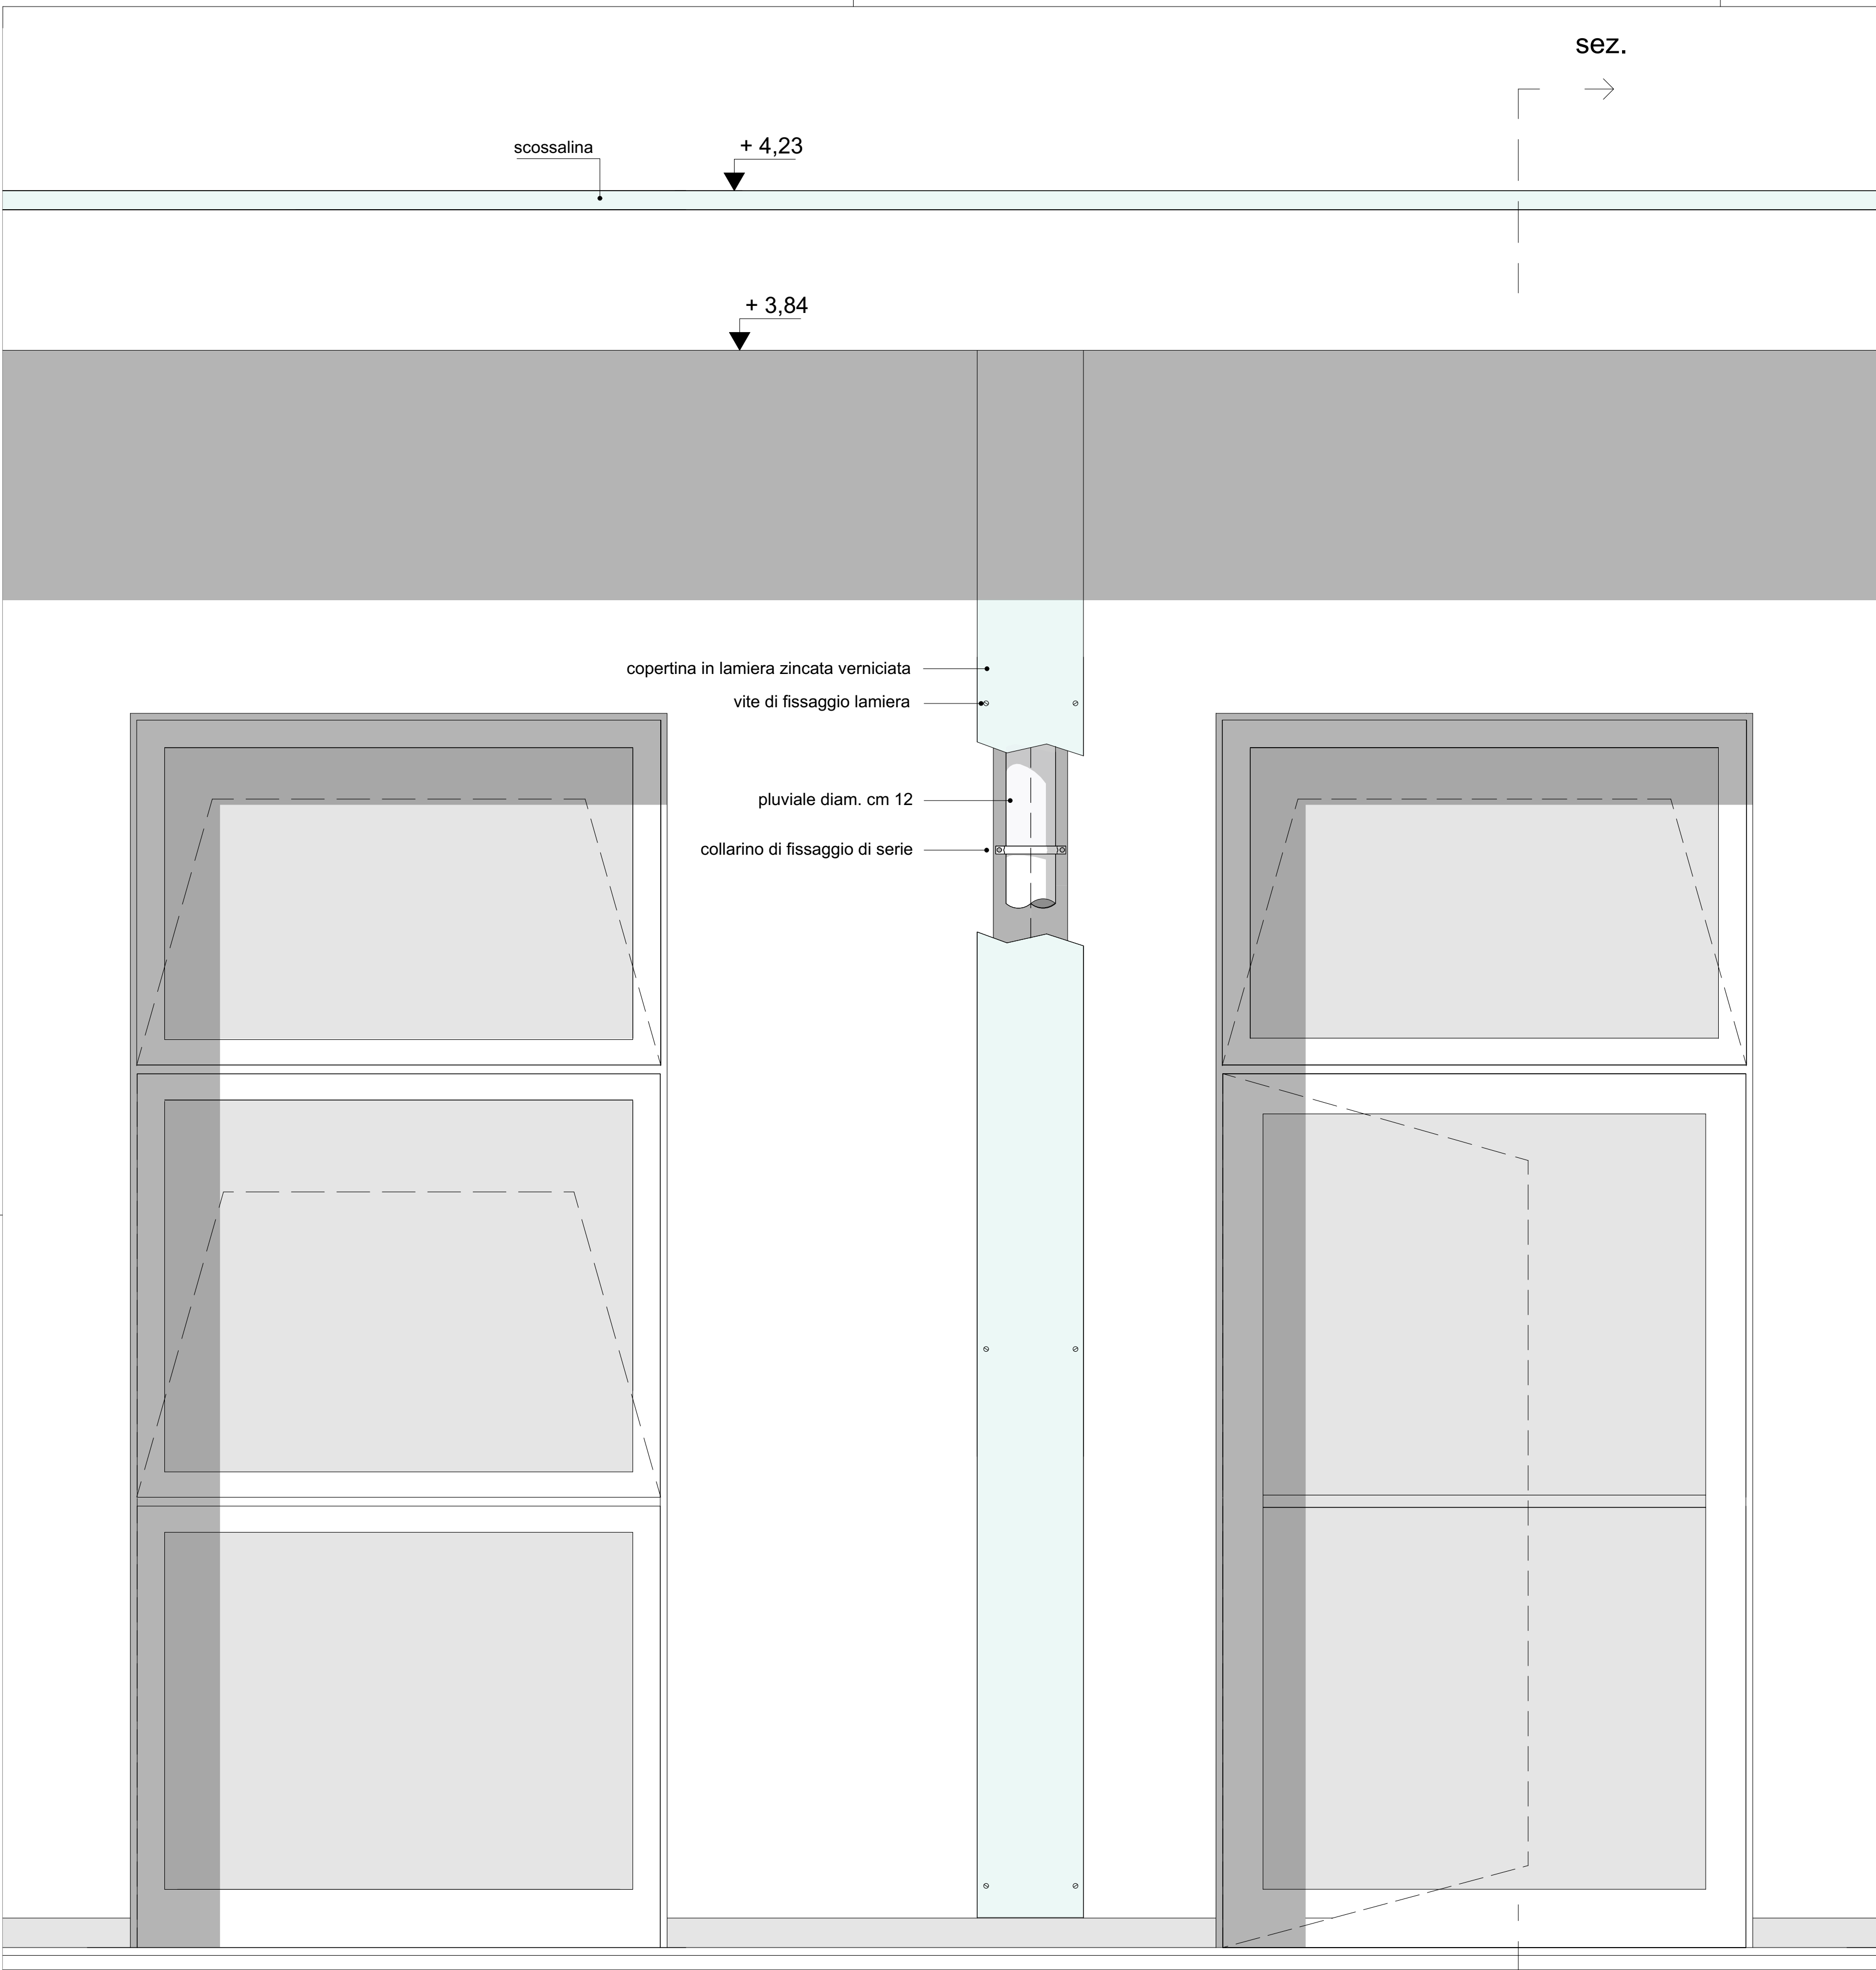 sez.
+ 4,23
scossalina
+ 3,84
copertina in lamiera zincata verniciata
vite di fissaggio lamiera
pluviale diam. cm 12
collarino di fissaggio di serie